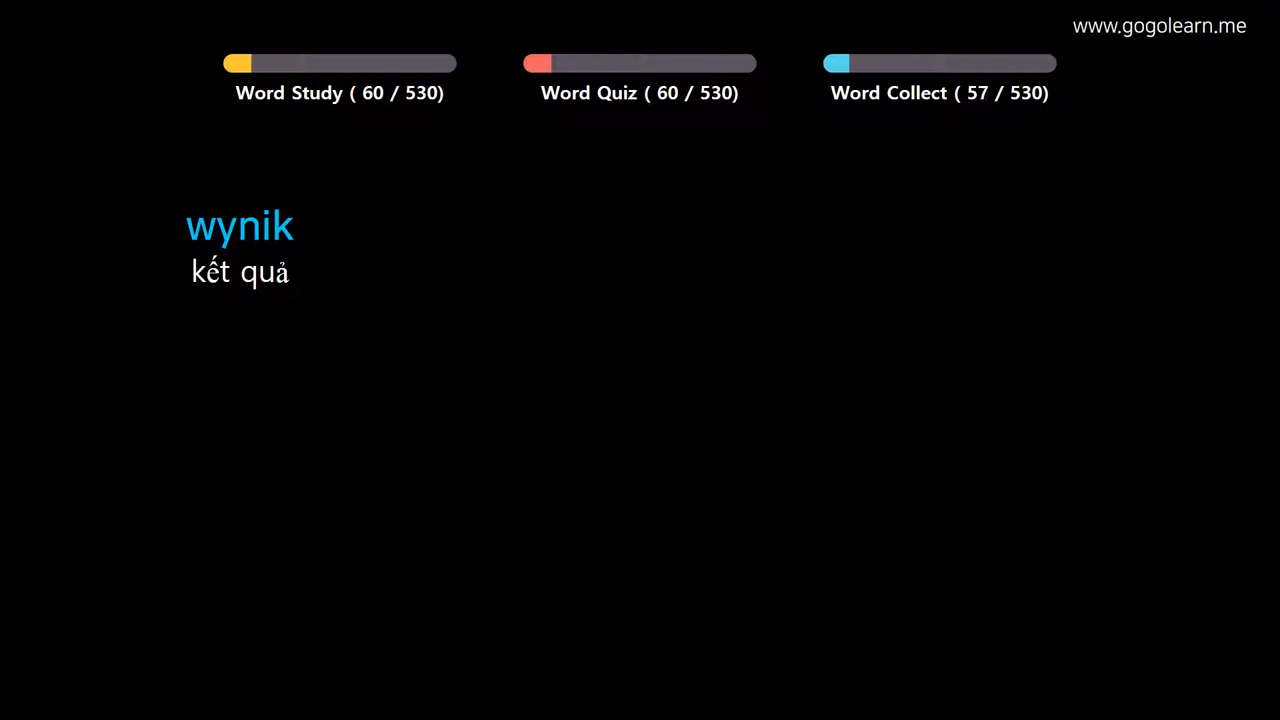 www.gogolearn.me
Word Study ( 60 / 530)
Word Quiz ( 60 / 530)
Word Collect ( 57 / 530)
wynik
kết quả